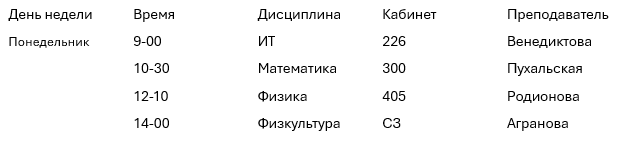 День недели Время Дисциплина Кабинет Преподаватель
Понедельник 9-00 ИТ 226 Венедиктова
10-30 Математика 300 Пухальская
12-10 Физика 405 Родионова
14-00 Физкультура СЗ Агранова